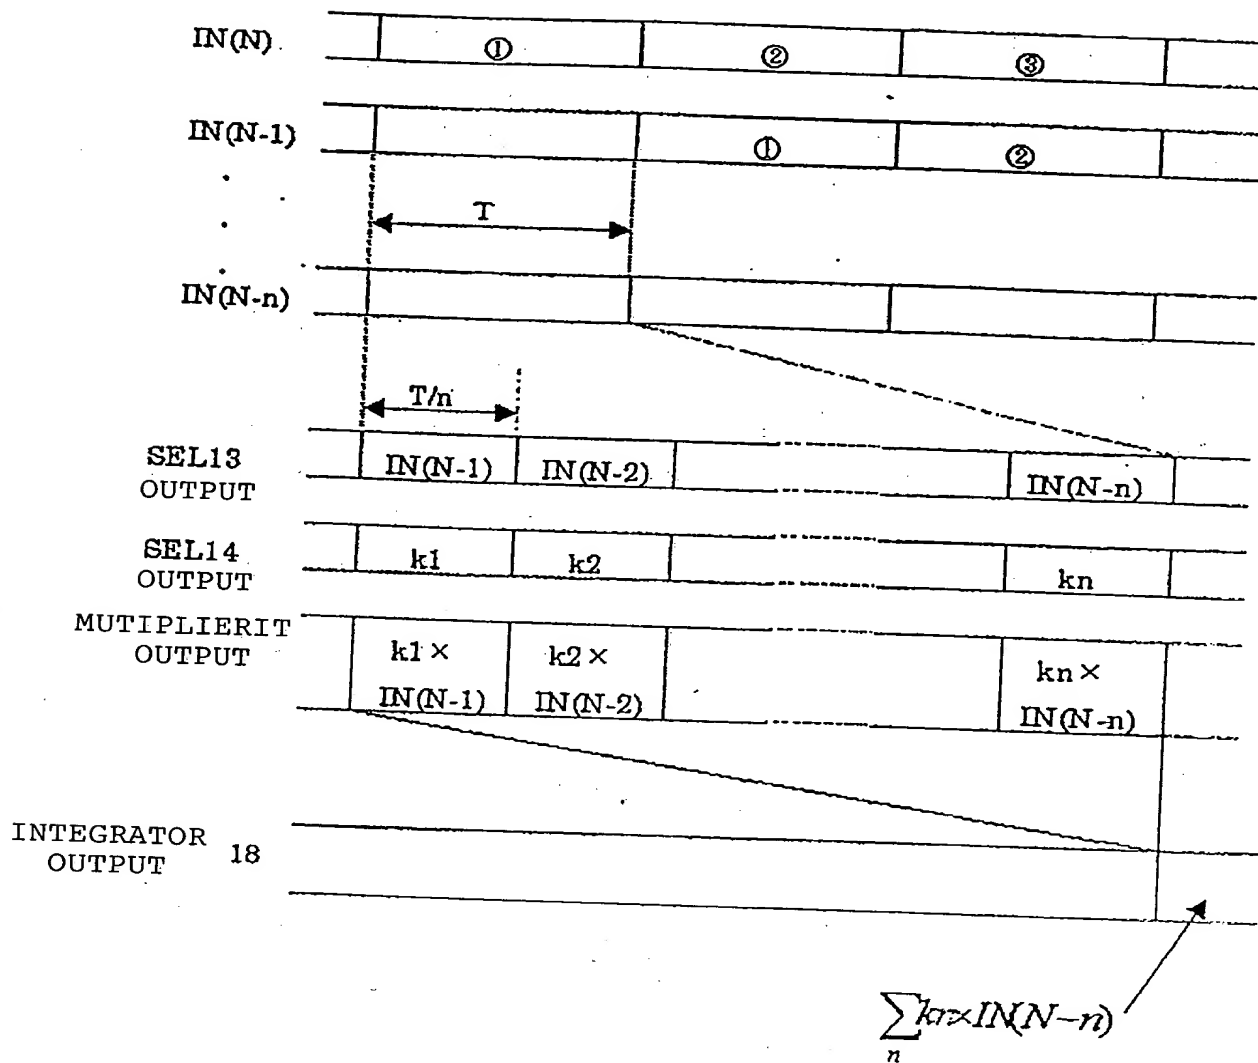 IN(N)
① ② ③
IN(N-1)
① ②
T
IN(N-n)
T/n
SEL13
OUTPUT
IN(N-1) IN(N-2) IN(N-n)
SEL14
OUTPUT
k1 k2 kn
MUTIPLIERIT
OUTPUT
k1 × k2 × kn ×
IN(N-1) IN(N-2) IN(N-n)
INTEGRATOR 18
OUTPUT
∑kn×IN(N-n)
n